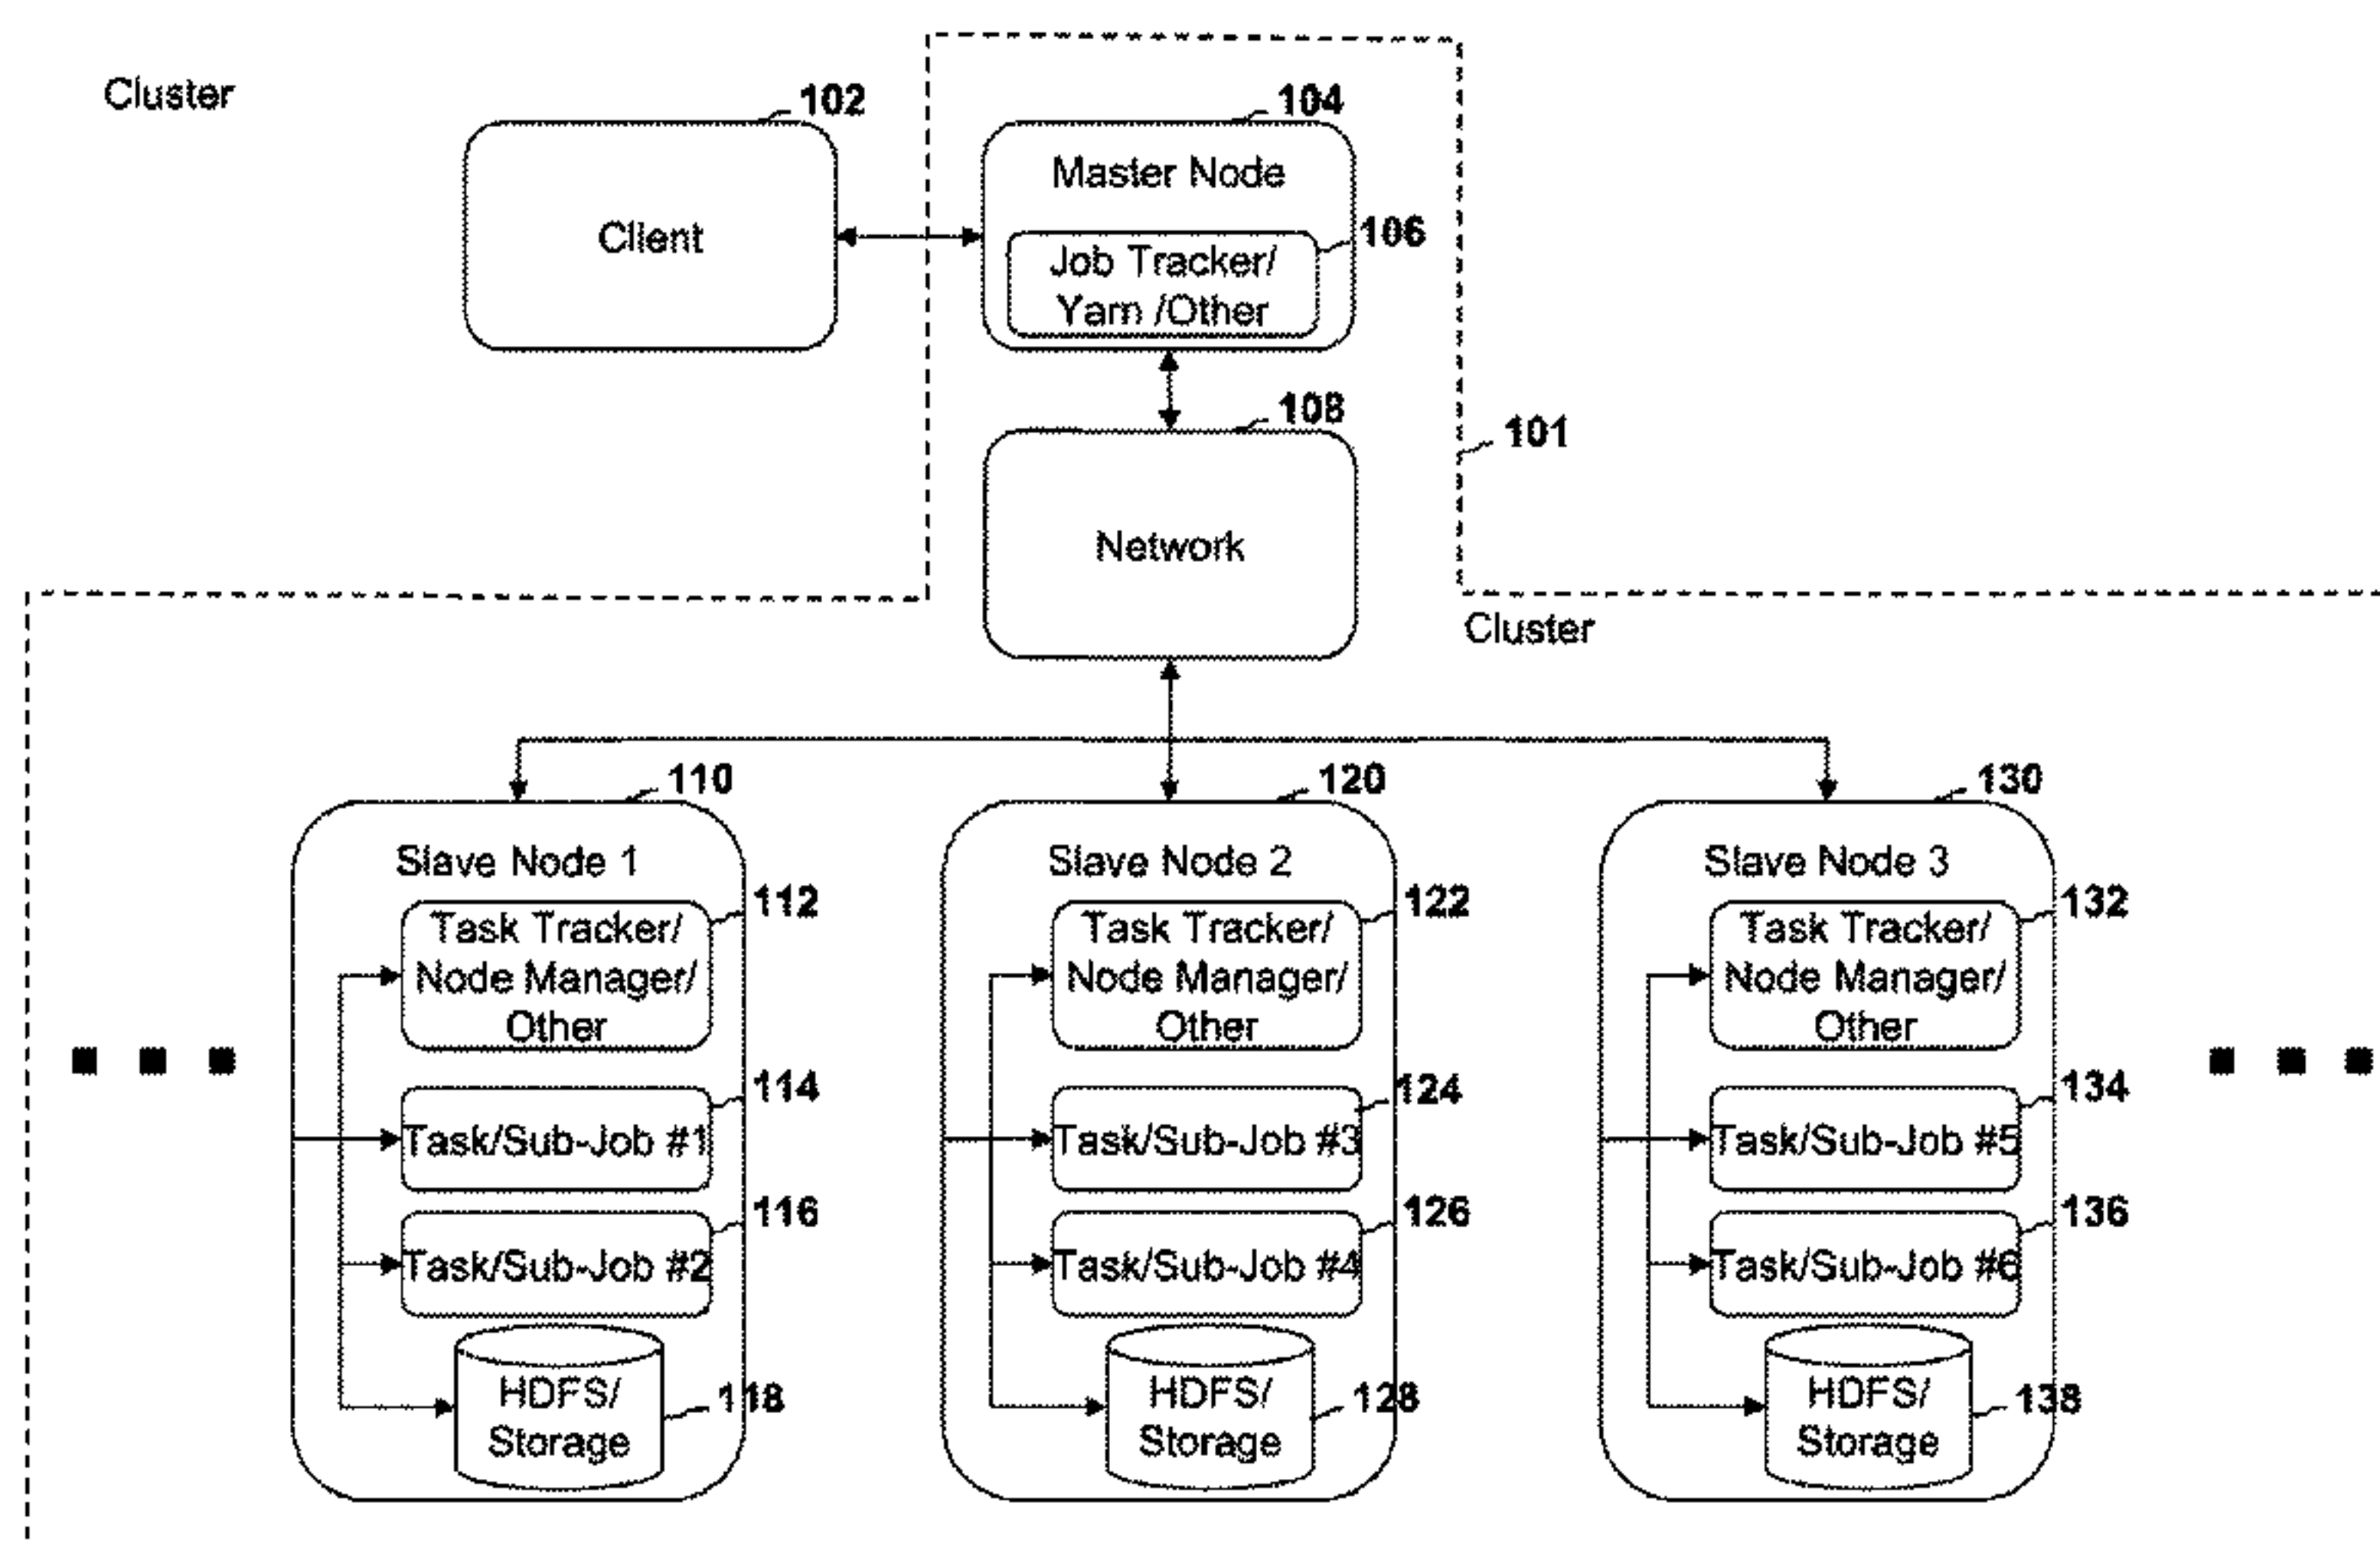 Cluster
102
104
Client
Master Node
106
Job Tracker/
Yarn /Other
108
101
Network
Cluster
110
120
130
Slave Node 1
Slave Node 2
Slave Node 3
112
Task Tracker/
Node Manager/
Other
122
Task Tracker/
Node Manager/
Other
132
Task Tracker/
Node Manager/
Other
114
Task/Sub-Job #1
124
Task/Sub-Job #3
134
Task/Sub-Job #5
116
Task/Sub-Job #2
126
Task/Sub-Job #4
136
Task/Sub-Job #6
HDFS/
Storage
118
HDFS/
Storage
128
HDFS/
Storage
138